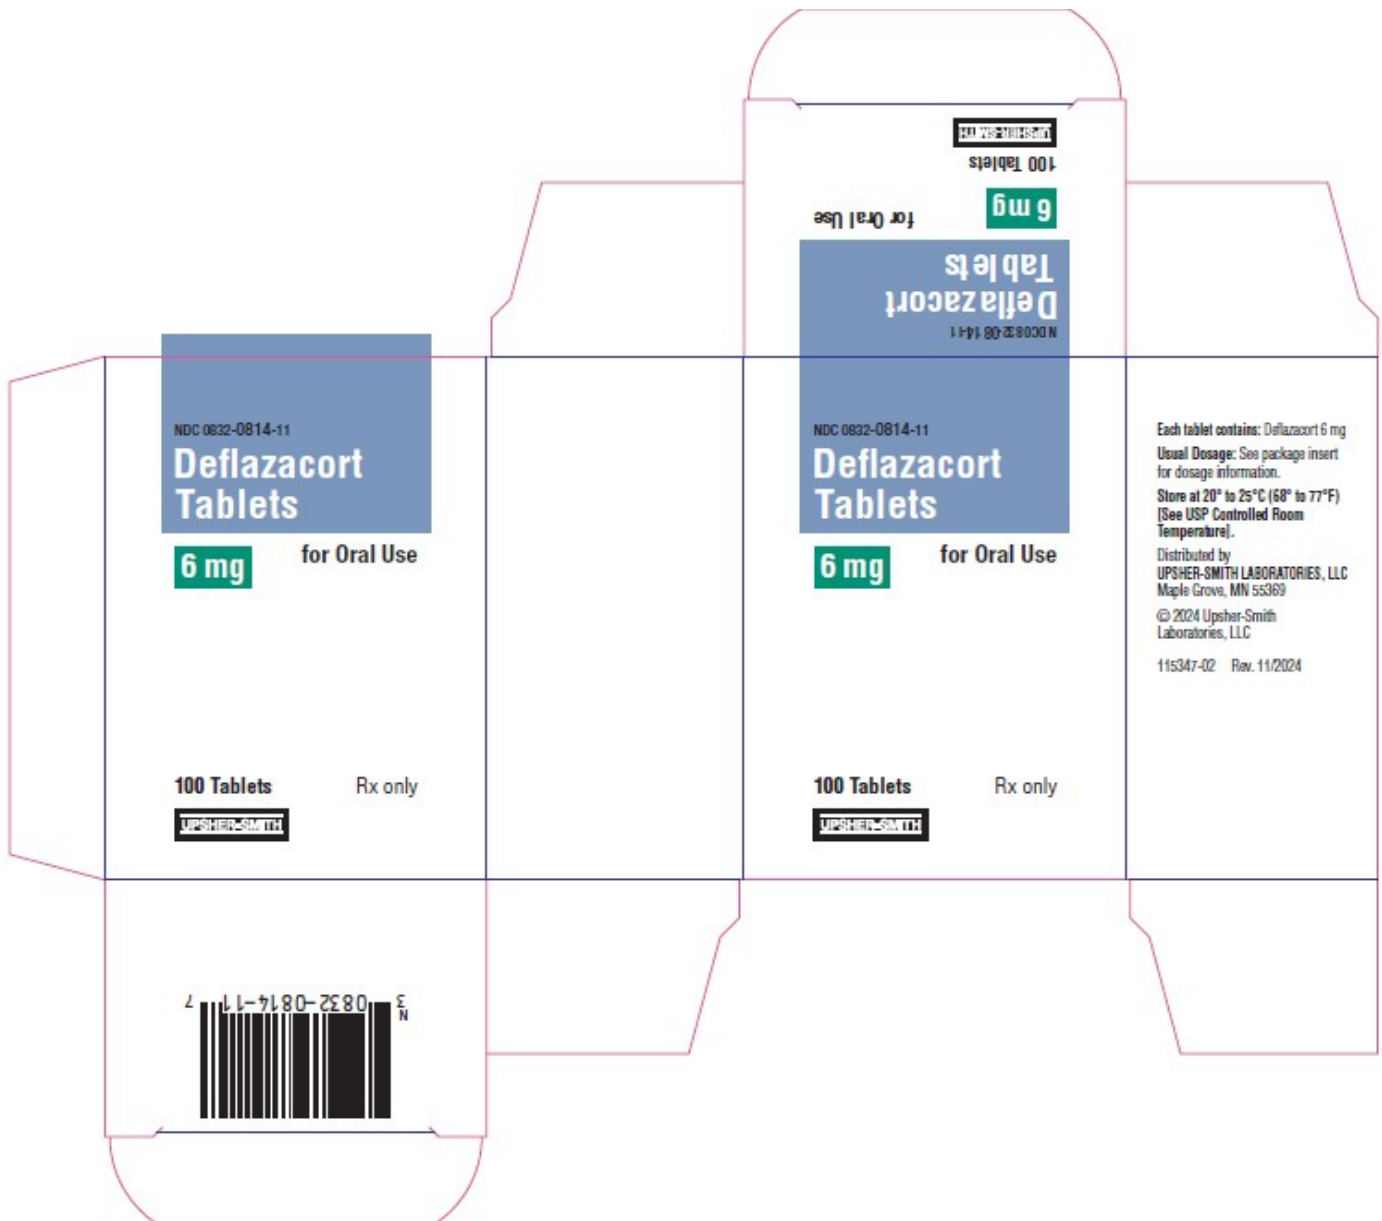 UPSHER-SMITH
100 Tablets
6 mg
for Oral Use
Deflazacort
Tablets
NDC 0832-0814-11
NDC 0832-0814-11
Deflazacort
Tablets
6 mg
for Oral Use
100 Tablets
Rx only
UPSHER-SMITH
NDC 0832-0814-11
Deflazacort
Tablets
6 mg
for Oral Use
100 Tablets
Rx only
UPSHER-SMITH
Each tablet contains: Deflazacort 6 mg
Usual Dosage: See package insert
for dosage information.
Store at 20° to 25°C (68° to 77°F)
[See USP Controlled Room
Temperature].
Distributed by
UPSHER-SMITH LABORATORIES, LLC
Maple Grove, MN 55369
© 2024 Upsher-Smith
Laboratories, LLC
115347-02 Rev. 11/2024
N
3 0832-0814-11 7